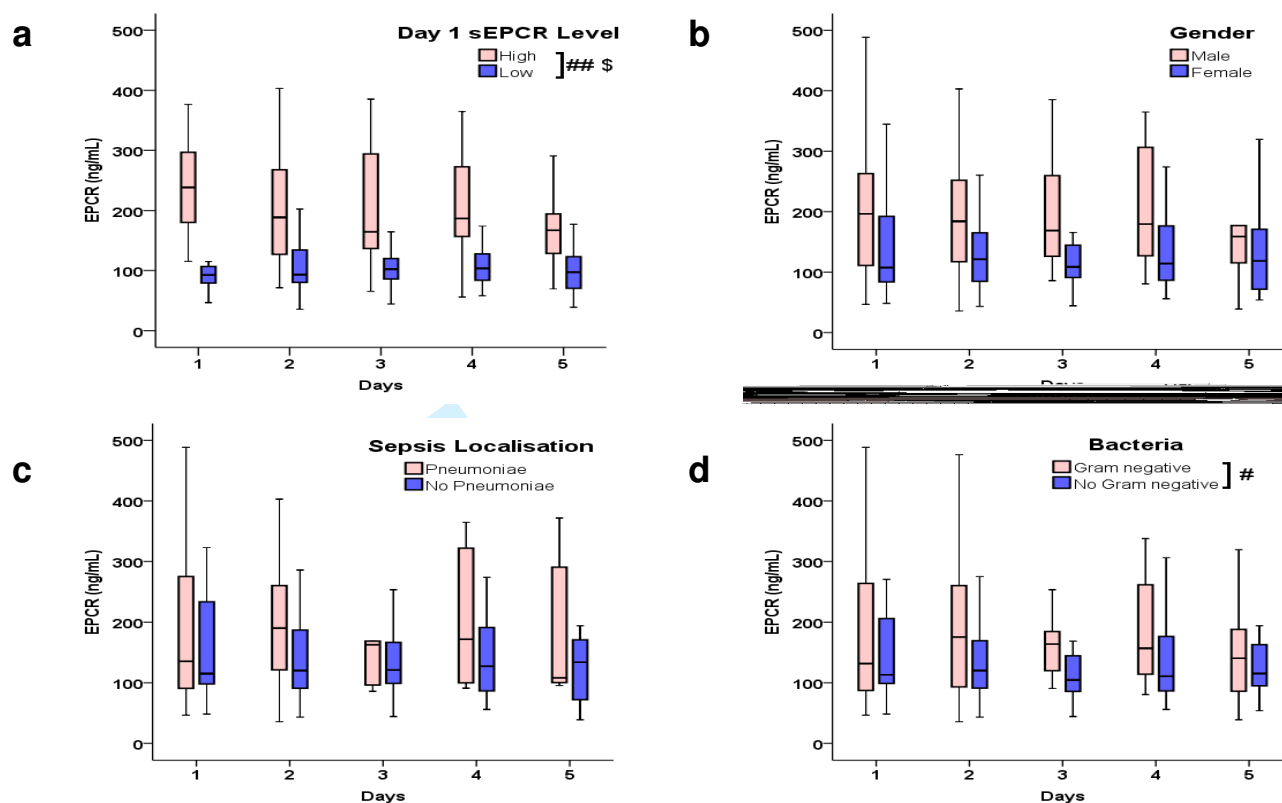 a
Day 1 sEPCR Level
High
Low
] ## $
EPCR (ng/mL)
500
400
300
200
100
0
1 2 3 4 5
Days
b
Gender
Male
Female
EPCR (ng/mL)
500
400
300
200
100
0
1 2 3 4 5
Days
c
Sepsis Localisation
Pneumoniae
No Pneumoniae
EPCR (ng/mL)
500
400
300
200
100
0
1 2 3 4 5
Days
d
Bacteria
Gram negative
No Gram negative
] #
EPCR (ng/mL)
500
400
300
200
100
0
1 2 3 4 5
Days